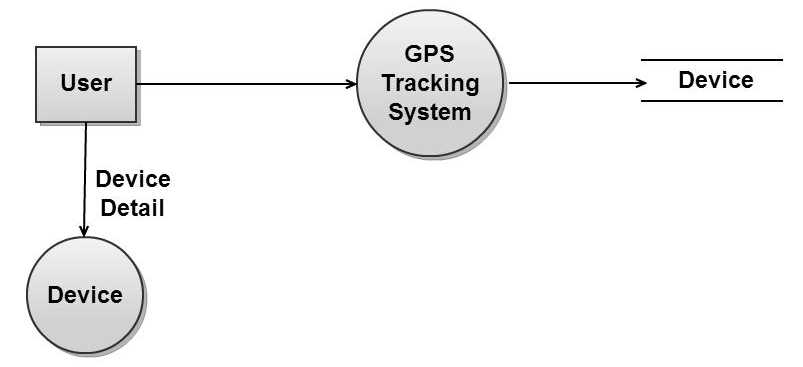 User
GPS
Tracking
System
Device
Device
Detail
Device